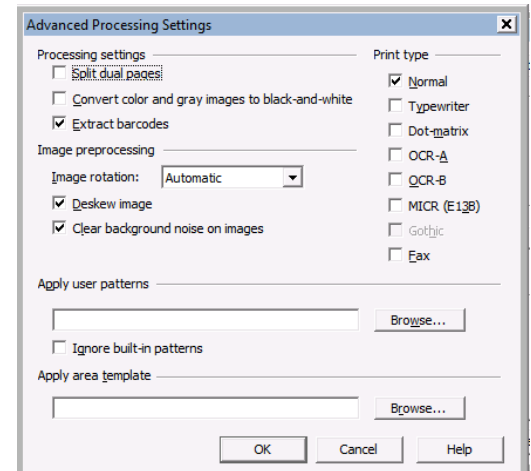 Advanced Processing Settings
Processing settings
Split dual pages
Convert color and gray images to black-and-white
Extract barcodes
Image preprocessing
Image rotation: Automatic
Deskew image
Clear background noise on images
Print type
Normal
Typewriter
Dot-matrix
OCR-A
OCR-B
MICR (E13B)
Gothic
Fax
Apply user patterns
Browse...
Ignore built-in patterns
Apply area template
Browse...
OK Cancel Help